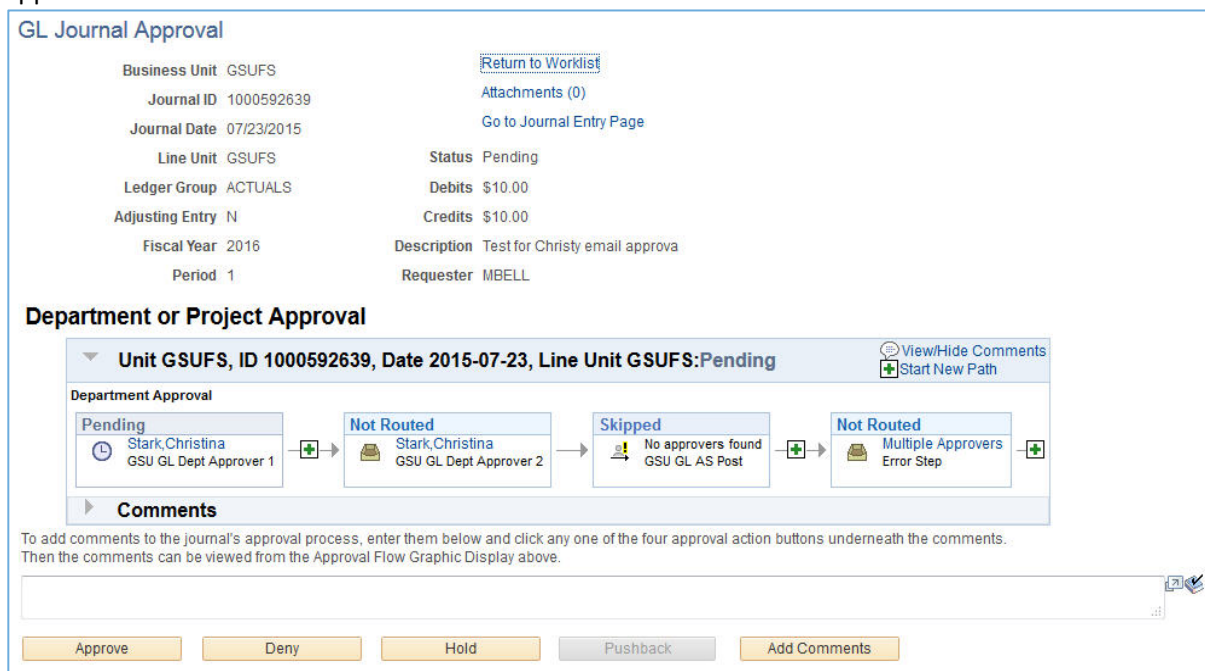 GL Journal Approval
Business Unit GSUFS
Return to Worklist
Journal ID 1000592639
Attachments (0)
Journal Date 07/23/2015
Go to Journal Entry Page
Line Unit GSUFS
Status Pending
Ledger Group ACTUALS
Debits $10.00
Adjusting Entry N
Credits $10.00
Fiscal Year 2016
Description Test for Christy email approva
Period 1
Requester MBELL
Department or Project Approval
Unit GSUFS, ID 1000592639, Date 2015-07-23, Line Unit GSUFS:Pending
View/Hide Comments
Start New Path
Department Approval
Pending
Stark,Christina
GSU GL Dept Approver 1
Not Routed
Stark,Christina
GSU GL Dept Approver 2
Skipped
No approvers found
GSU GL AS Post
Not Routed
Multiple Approvers
Error Step
Comments
To add comments to the journal's approval process, enter them below and click any one of the four approval action buttons underneath the comments.
Then the comments can be viewed from the Approval Flow Graphic Display above.
Approve
Deny
Hold
Pushback
Add Comments